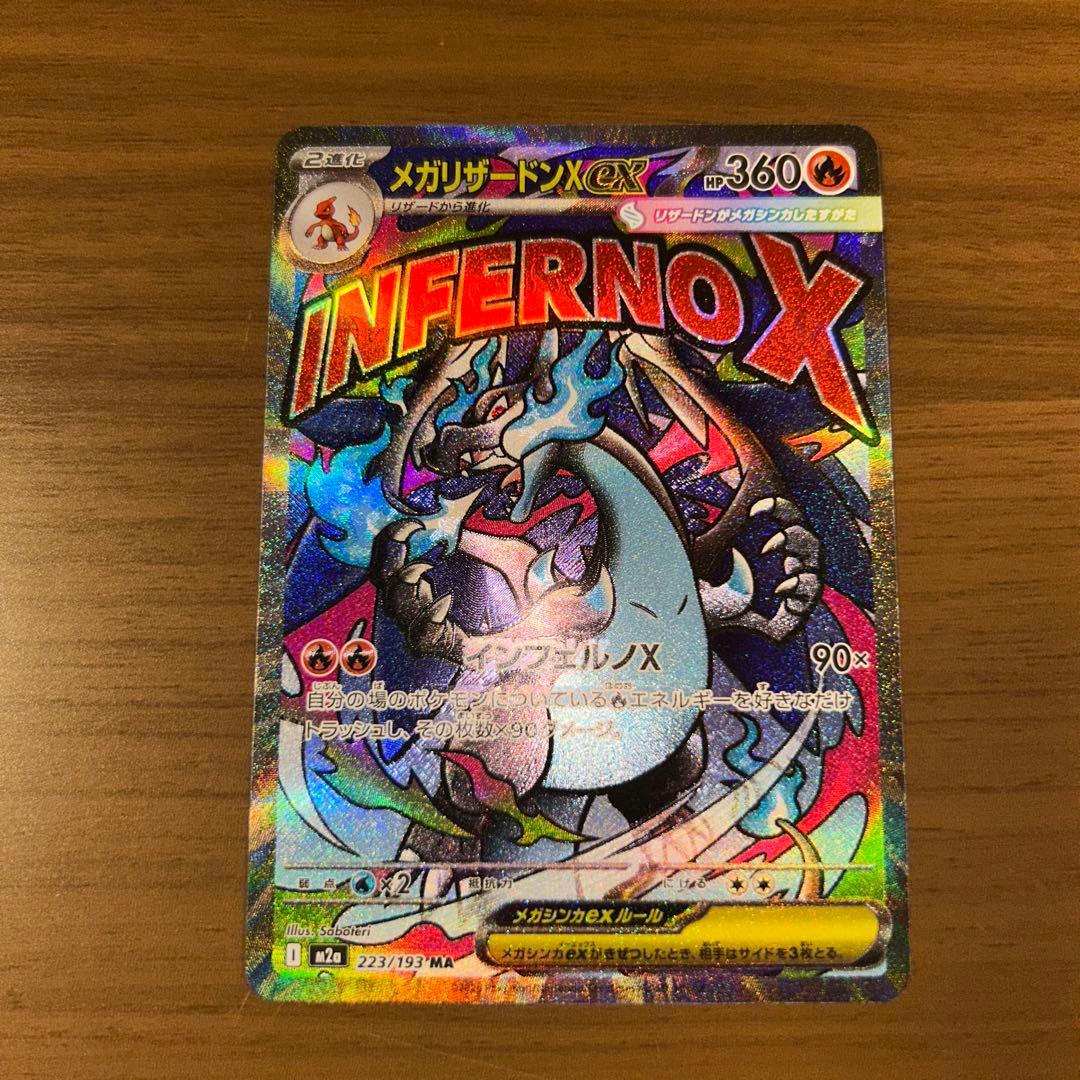 2進化
メガリザードンXex
HP360
リザードから進化
リザードンがメガシンカしたすがた
INFERNO X
インフェルノX
90×
自分の場のポケモンについているエネルギーを好きなだけ
トラッシュし、その枚数×90ダメージ。
弱点 ×2 抵抗力 にげる
Illus. Saboteri
メガシンカexルール
メガシンカexがきぜつしたとき、相手はサイドを3枚とる。
I m2a 223/193 MA